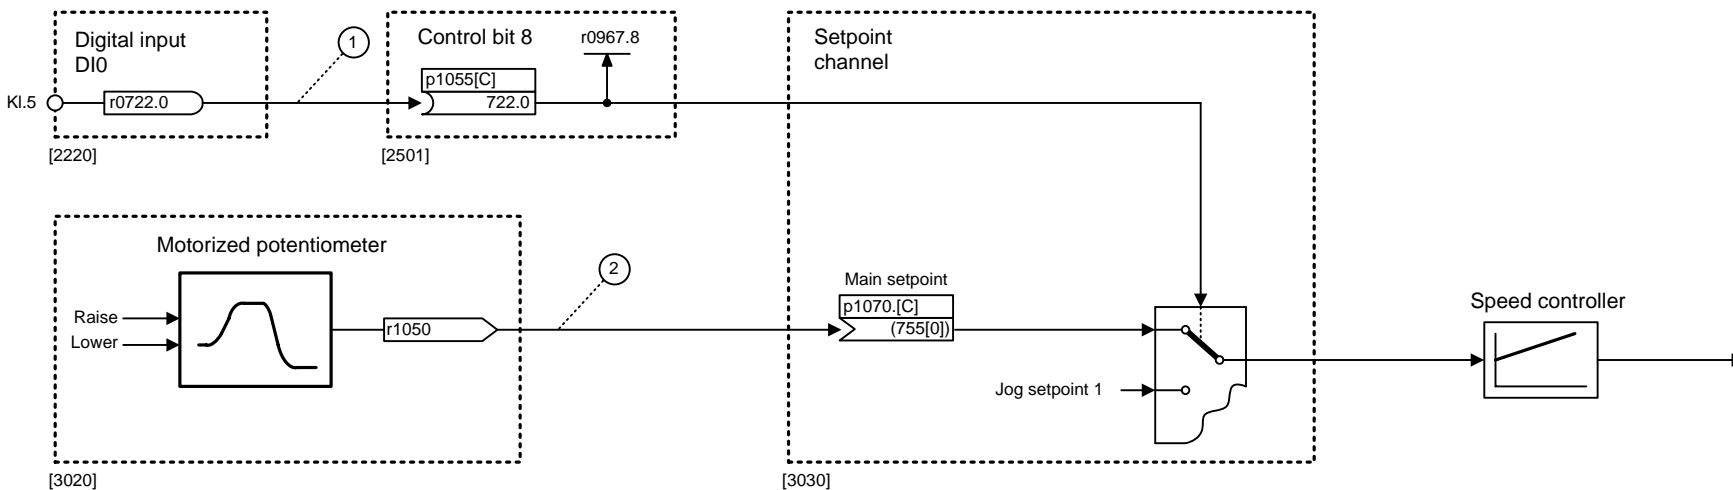 Digital input
DI0
1
Control bit 8
r0967.8
Setpoint
channel
p1055[C]
Kl.5
r0722.0
722.0
[2220]
[2501]
Motorized potentiometer
2
Main setpoint
p1070.[C]
Speed controller
Raise
r1050
(755[0])
Lower
Jog setpoint 1
[3020]
[3030]